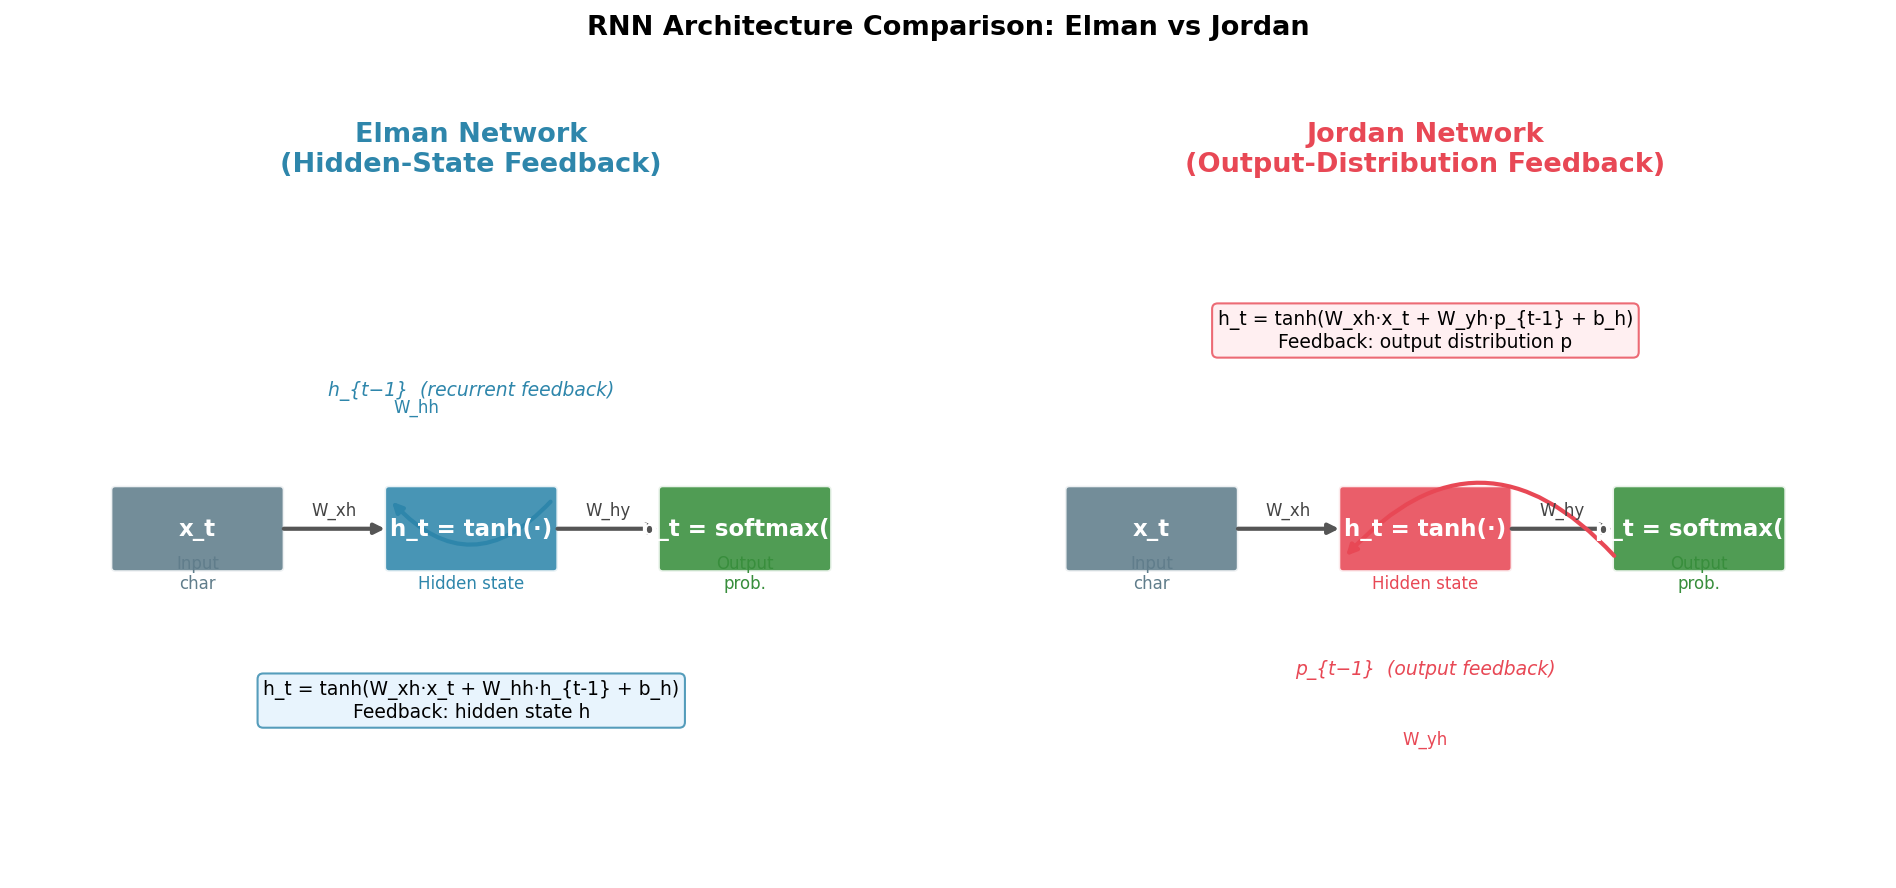 RNN Architecture Comparison: Elman vs Jordan
Elman Network
(Hidden-State Feedback)
h_{t−1}  (recurrent feedback)
W_hh
x_t
W_xh
h_t = tanh(·)
W_hy
_t = softmax(
Input
char
Hidden state
Output
prob.
h_t = tanh(W_xh·x_t + W_hh·h_{t-1} + b_h)
Feedback: hidden state h
Jordan Network
(Output-Distribution Feedback)
h_t = tanh(W_xh·x_t + W_yh·p_{t-1} + b_h)
Feedback: output distribution p
x_t
W_xh
h_t = tanh(·)
W_hy
_t = softmax(
Input
char
Hidden state
Output
prob.
p_{t−1}  (output feedback)
W_yh